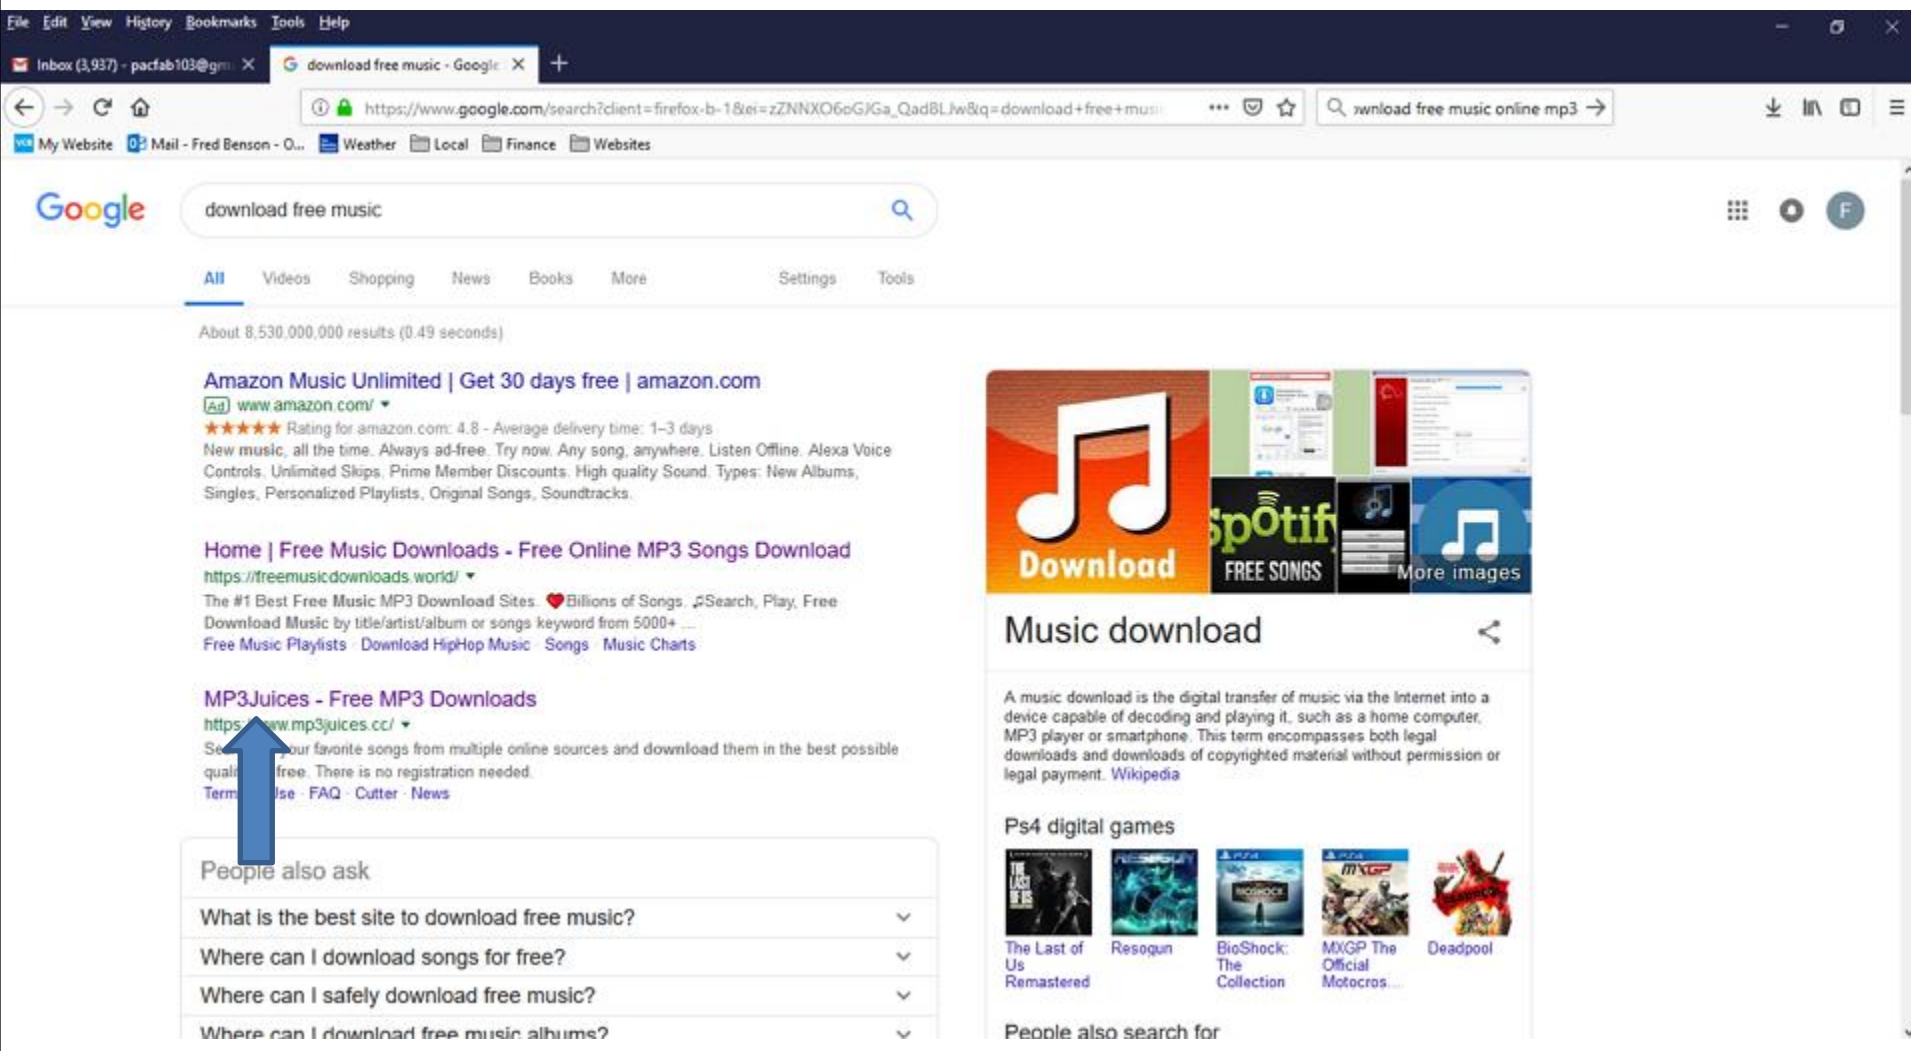 File Edit View History Bookmarks Tools Help
Inbox (3,937) - pacfab103@gm
download free music - Google
https://www.google.com/search?client=firefox-b-1&ei=zZNNXO6oGJGa_Qad8LJw&q=download+free+musi
wnload free music online mp3
My Website Mail - Fred Benson - O... Weather Local Finance Websites
Google
download free music
F
All Videos Shopping News Books More Settings Tools
About 8,530,000,000 results (0.49 seconds)
Amazon Music Unlimited | Get 30 days free | amazon.com
Ad www.amazon.com/
Rating for amazon.com: 4.8 - Average delivery time: 1–3 days
New music, all the time. Always ad-free. Try now. Any song, anywhere. Listen Offline. Alexa Voice
Controls. Unlimited Skips. Prime Member Discounts. High quality Sound. Types: New Albums,
Singles, Personalized Playlists, Original Songs, Soundtracks.
Home | Free Music Downloads - Free Online MP3 Songs Download
https://freemusicdownloads.world/
The #1 Best Free Music MP3 Download Sites. ❤Billions of Songs. ♫Search, Play, Free
Download Music by title/artist/album or songs keyword from 5000+ ...
Free Music Playlists · Download HipHop Music · Songs · Music Charts
MP3Juices - Free MP3 Downloads
https://www.mp3juices.cc/
Se our favorite songs from multiple online sources and download them in the best possible
quali free. There is no registration needed.
Term Use · FAQ · Cutter · News
People also ask
What is the best site to download free music?
Where can I download songs for free?
Where can I safely download free music?
Where can I download free music albums?
Download
Spotify
FREE SONGS
More images
Music download
A music download is the digital transfer of music via the Internet into a
device capable of decoding and playing it, such as a home computer,
MP3 player or smartphone. This term encompasses both legal
downloads and downloads of copyrighted material without permission or
legal payment. Wikipedia
Ps4 digital games
THE LAST OF US
RESOGUN
BIOSHOCK
MXGP
The Last of Us Remastered
Resogun
BioShock: The Collection
MXGP The Official Motocros...
Deadpool
People also search for